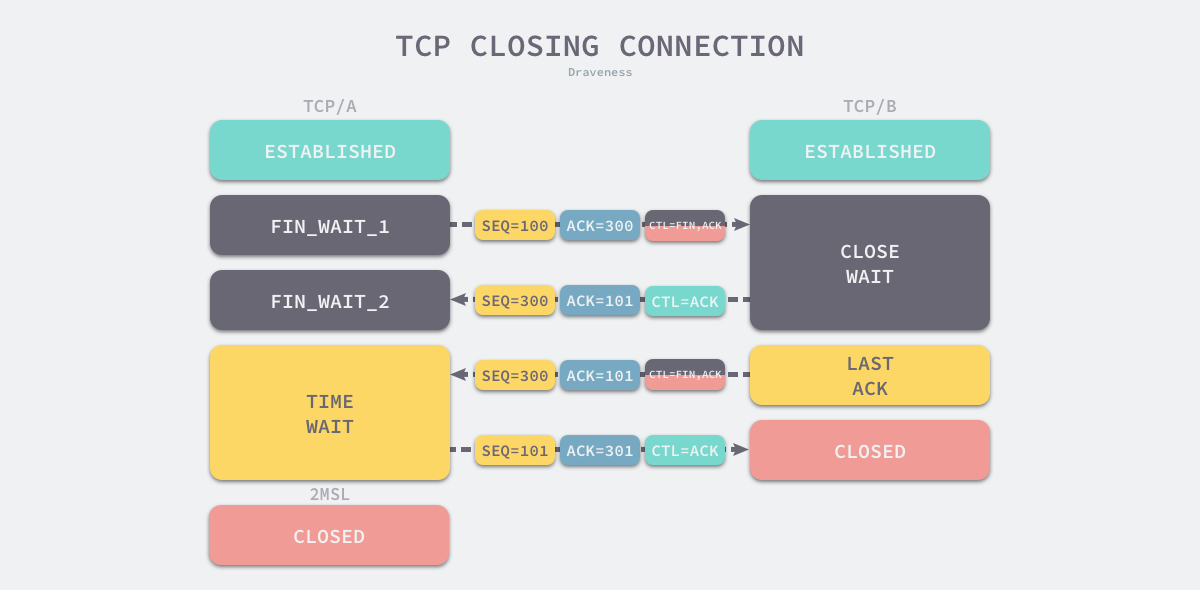 TCP CLOSING CONNECTION
Draveness
TCP/A
TCP/B
ESTABLISHED
ESTABLISHED
FIN_WAIT_1
SEQ=100
ACK=300
CTL=FIN,ACK
CLOSE
WAIT
FIN_WAIT_2
SEQ=300
ACK=101
CTL=ACK
TIME
WAIT
SEQ=300
ACK=101
CTL=FIN,ACK
LAST
ACK
SEQ=101
ACK=301
CTL=ACK
CLOSED
2MSL
CLOSED